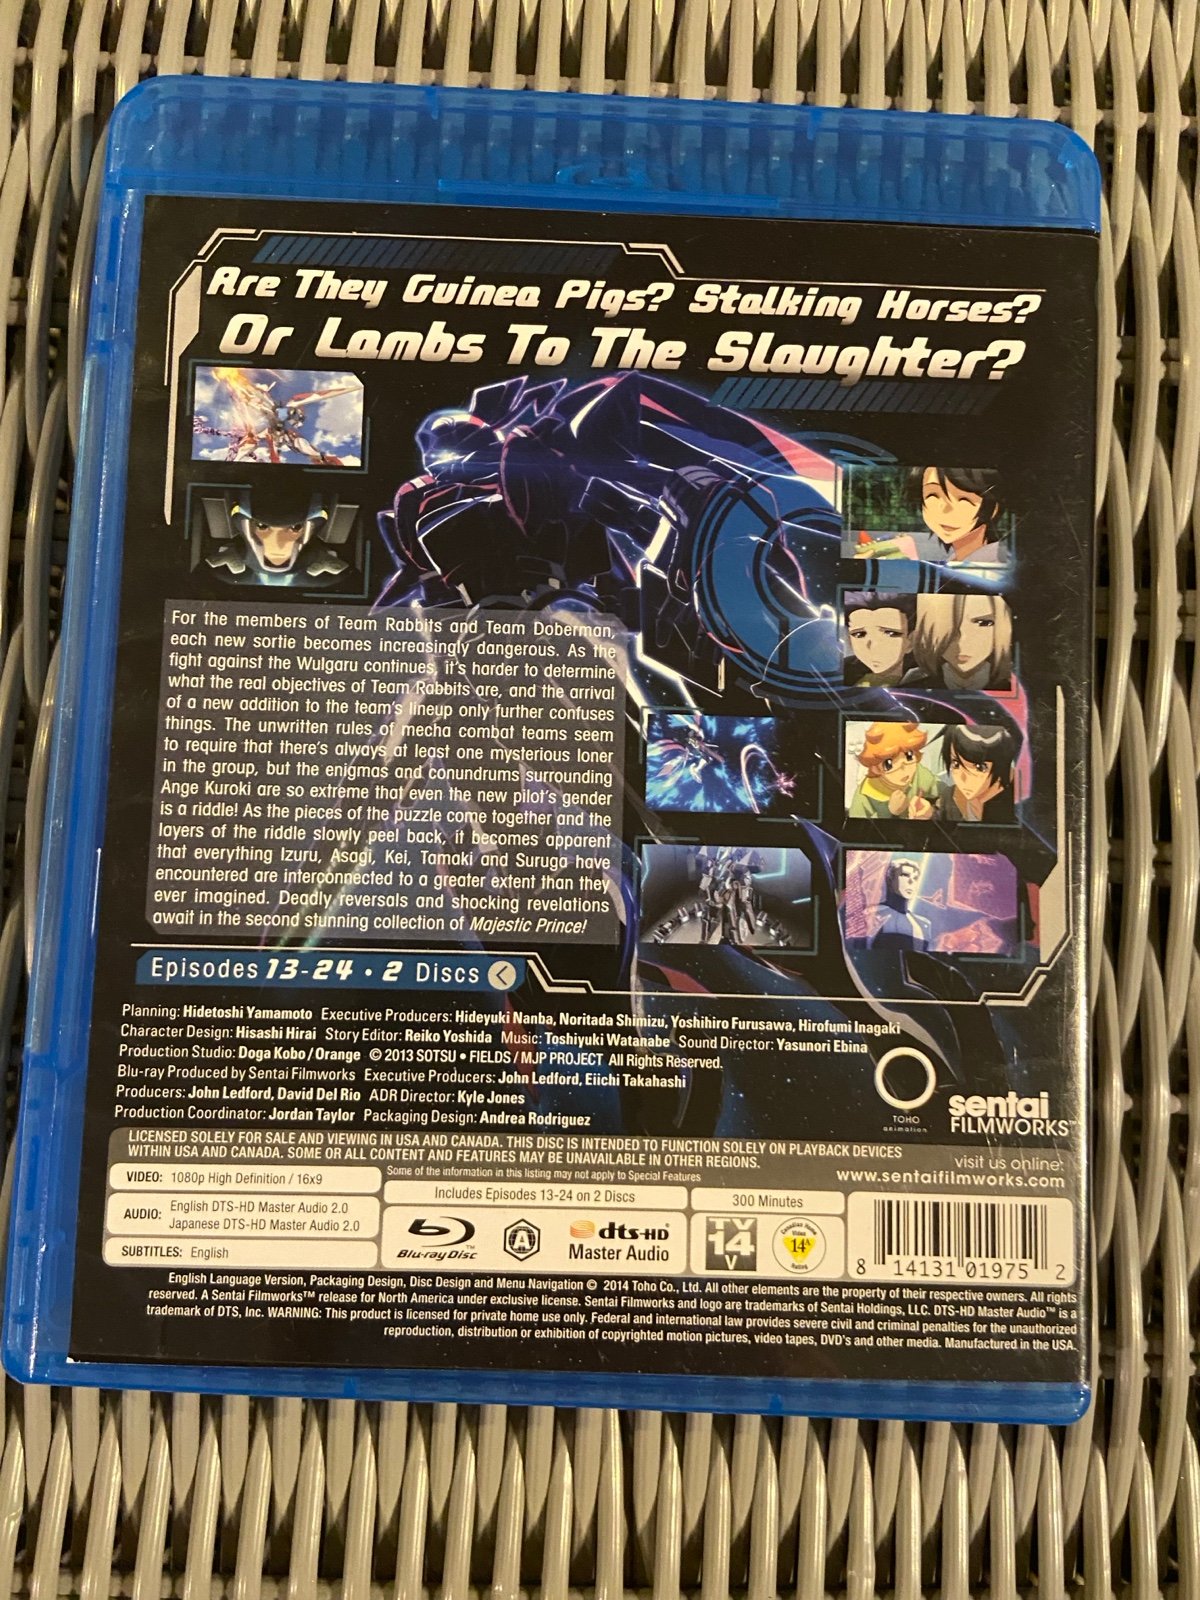 Are They Guinea Pigs? Stalking Horses?
Or Lambs To The Slaughter?
For the members of Team Rabbits and Team Doberman,
each new sortie becomes increasingly dangerous. As the
fight against the Wulgaru continues, it's harder to determine
what the real objectives of Team Rabbits are, and the arrival
of a new addition to the team's lineup only further confuses
things. The unwritten rules of mecha combat teams seem
to require that there's always at least one mysterious loner
in the group, but the enigmas and conundrums surrounding
Ange Kuroki are so extreme that even the new pilot's gender
is a riddle! As the pieces of the puzzle come together and the
layers of the riddle slowly peel back, it becomes apparent
that everything Izuru, Asagi, Kei, Tamaki and Suruga have
encountered are interconnected to a greater extent than they
ever imagined. Deadly reversals and shocking revelations
await in the second stunning collection of Majestic Prince!
Episodes 13-24 • 2 Discs
Planning: Hidetoshi Yamamoto Executive Producers: Hideyuki Nanba, Noritada Shimizu, Yoshihiro Furusawa, Hirofumi Inagaki
Character Design: Hisashi Hirai Story Editor: Reiko Yoshida Music: Toshiyuki Watanabe Sound Director: Yasunori Ebina
Production Studio: Doga Kobo / Orange © 2013 SOTSU • FIELDS / MJP PROJECT All Rights Reserved.
Blu-ray Produced by Sentai Filmworks Executive Producers: John Ledford, Eiichi Takahashi
Producers: John Ledford, David Del Rio ADR Director: Kyle Jones
Production Coordinator: Jordan Taylor Packaging Design: Andrea Rodriguez
TOHO
animation
sentai
FILMWORKS™
LICENSED SOLELY FOR SALE AND VIEWING IN USA AND CANADA. THIS DISC IS INTENDED TO FUNCTION SOLELY ON PLAYBACK DEVICES
WITHIN USA AND CANADA. SOME OR ALL CONTENT AND FEATURES MAY BE UNAVAILABLE IN OTHER REGIONS.
visit us online:
www.sentaifilmworks.com
Some of the information in this listing may not apply to Special Features
VIDEO: 1080p High Definition / 16x9
AUDIO: English DTS-HD Master Audio 2.0
Japanese DTS-HD Master Audio 2.0
SUBTITLES: English
Includes Episodes 13-24 on 2 Discs
300 Minutes
Blu-ray Disc™
A
dts-HD
Master Audio
TV
14
V
Canadian Home
Video
14A
Rating
8 14131 01975 2
English Language Version, Packaging Design, Disc Design and Menu Navigation © 2014 Toho Co., Ltd. All other elements are the property of their respective owners. All rights
reserved. A Sentai Filmworks™ release for North America under exclusive license. Sentai Filmworks and logo are trademarks of Sentai Holdings, LLC. DTS-HD Master Audio™ is a
trademark of DTS, Inc. WARNING: This product is licensed for private home use only. Federal and international law provides severe civil and criminal penalties for the unauthorized
reproduction, distribution or exhibition of copyrighted motion pictures, video tapes, DVD's and other media. Manufactured in the USA.